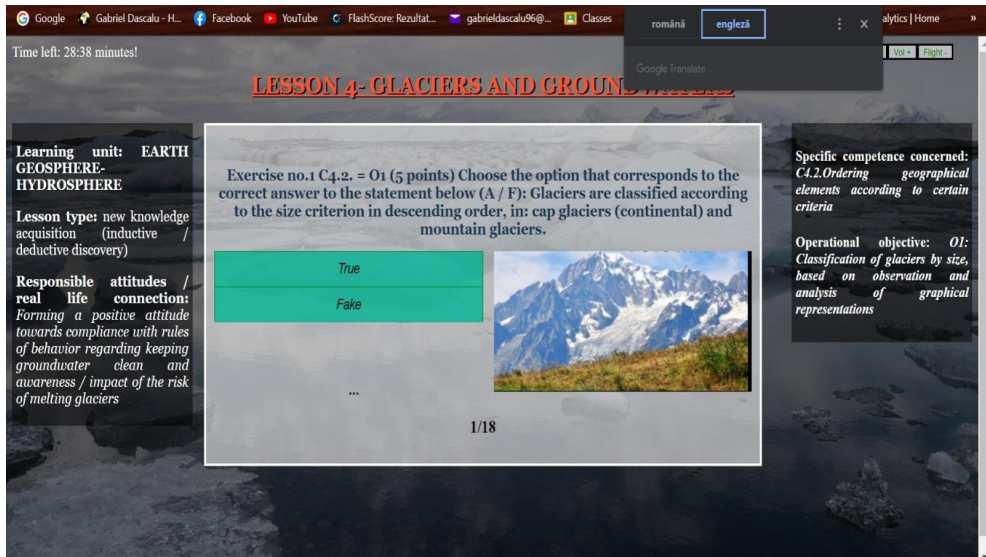 Google Gabriel Dascalu - H... Facebook YouTube FlashScore: Rezultat... gabrieldascalu96@... Classes alytics | Home »
română engleză
Google Translate
Time left: 28:38 minutes!
Vol + Flight -
LESSON 4- GLACIERS AND
Learning unit: EARTH
GEOSPHERE-
HYDROSPHERE
Lesson type: new knowledge
acquisition (inductive /
deductive discovery)
Responsible attitudes /
real life connection:
Forming a positive attitude
towards compliance with rules
of behavior regarding keeping
groundwater clean and
awareness / impact of the risk
of melting glaciers
Exercise no.1 C4.2. = O1 (5 points) Choose the option that corresponds to the
correct answer to the statement below (A / F): Glaciers are classified according
to the size criterion in descending order, in: cap glaciers (continental) and
mountain glaciers.
True
Fake
...
1/18
Specific competence concerned:
C4.2.Ordering geographical
elements according to certain
criteria
Operational objective: O1:
Classification of glaciers by size,
based on observation and
analysis of graphical
representations